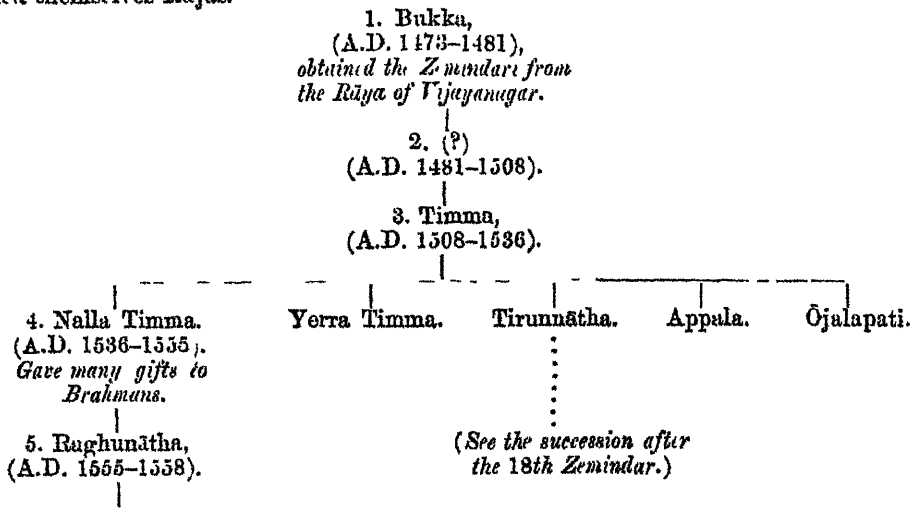 themselves Rajas.
1. Bukka,
(A.D. 1473–1481),
obtained the Zemindari from
the Rāya of Vijayanagar.
2. (?)
(A.D. 1481–1508).
3. Timma,
(A.D. 1508–1536).
4. Nalla Timma. Yerra Timma. Tirunnātha. Appala. Ōjalapati.
(A.D. 1536–1555).
Gave many gifts to
Brahmans.
5. Raghunātha,
(A.D. 1555–1558).
(See the succession after
the 18th Zemindar.)